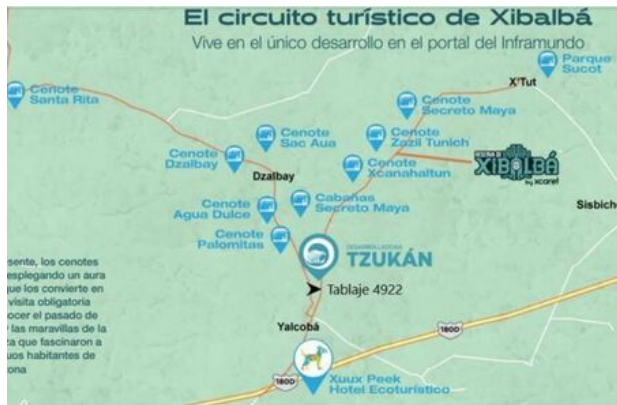 El circuito turístico de Xibalbá
Vive en el único desarrollo en el portal del Inframundo
Parque
Sucot
X'Tut
Cenote
Santa Rita
Cenote
Secreto Maya
Cenote
Sac Aua
Cenote
Zazil Tunich
Cenote
Dzalbay
Dzalbay
Cenote
Xcanahaltun
XIBALBÁ
by xcaret
Cenote
Agua Dulce
Cabañas
Secreto Maya
Sisbich
Cenote
Palomitas
TZUKÁN
Tablaje 4922
esente, los cenotes
esplegando un aura
que los convierte en
visita obligatoria
ocer el pasado de
y las maravillas de la
za que fascinaron a
uos habitantes de
ona
Yalcobá
180D
180D
Xuux Peek
Hotel Ecoturístico